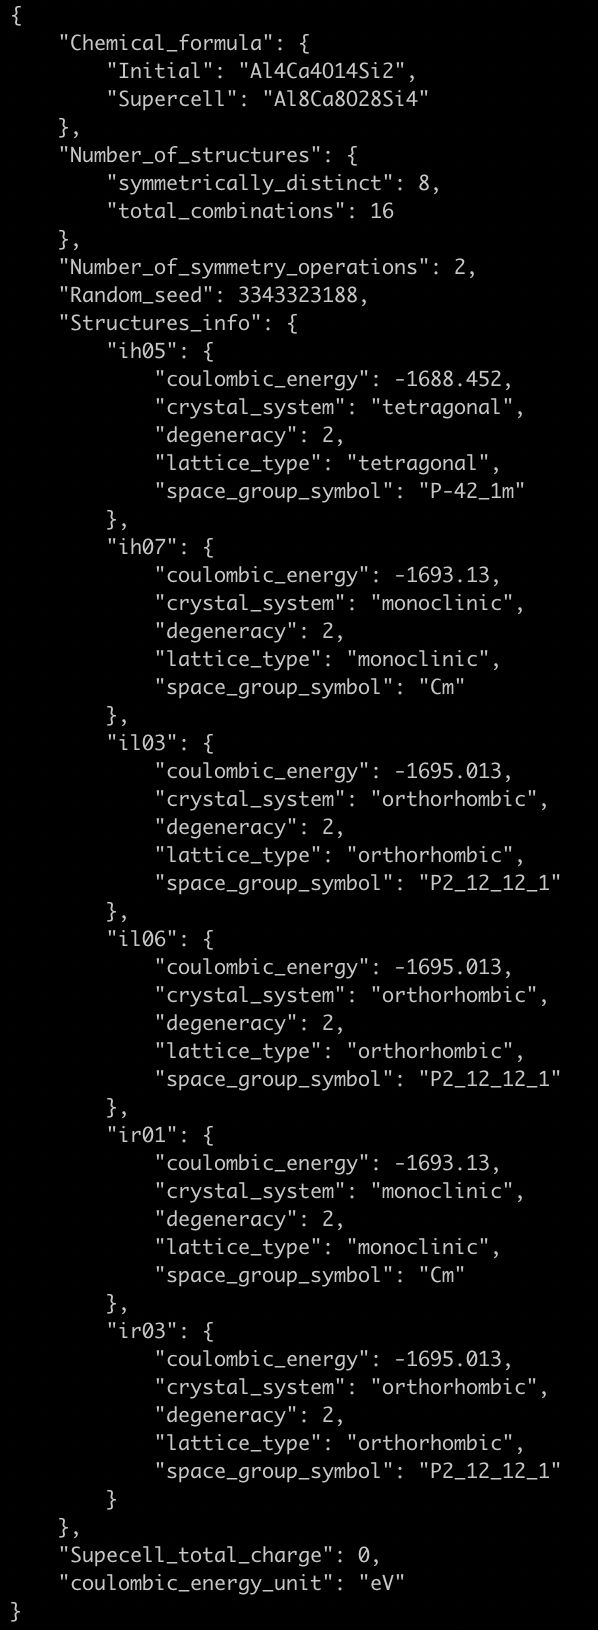 {
    "Chemical_formula": {
        "Initial": "Al4Ca4O14Si2",
        "Supercell": "Al8Ca8O28Si4"
    },
    "Number_of_structures": {
        "symmetrically_distinct": 8,
        "total_combinations": 16
    },
    "Number_of_symmetry_operations": 2,
    "Random_seed": 3343323188,
    "Structures_info": {
        "ih05": {
            "coulombic_energy": -1688.452,
            "crystal_system": "tetragonal",
            "degeneracy": 2,
            "lattice_type": "tetragonal",
            "space_group_symbol": "P-42_1m"
        },
        "ih07": {
            "coulombic_energy": -1693.13,
            "crystal_system": "monoclinic",
            "degeneracy": 2,
            "lattice_type": "monoclinic",
            "space_group_symbol": "Cm"
        },
        "il03": {
            "coulombic_energy": -1695.013,
            "crystal_system": "orthorhombic",
            "degeneracy": 2,
            "lattice_type": "orthorhombic",
            "space_group_symbol": "P2_12_12_1"
        },
        "il06": {
            "coulombic_energy": -1695.013,
            "crystal_system": "orthorhombic",
            "degeneracy": 2,
            "lattice_type": "orthorhombic",
            "space_group_symbol": "P2_12_12_1"
        },
        "ir01": {
            "coulombic_energy": -1693.13,
            "crystal_system": "monoclinic",
            "degeneracy": 2,
            "lattice_type": "monoclinic",
            "space_group_symbol": "Cm"
        },
        "ir03": {
            "coulombic_energy": -1695.013,
            "crystal_system": "orthorhombic",
            "degeneracy": 2,
            "lattice_type": "orthorhombic",
            "space_group_symbol": "P2_12_12_1"
        }
    },
    "Supecell_total_charge": 0,
    "coulombic_energy_unit": "eV"
}